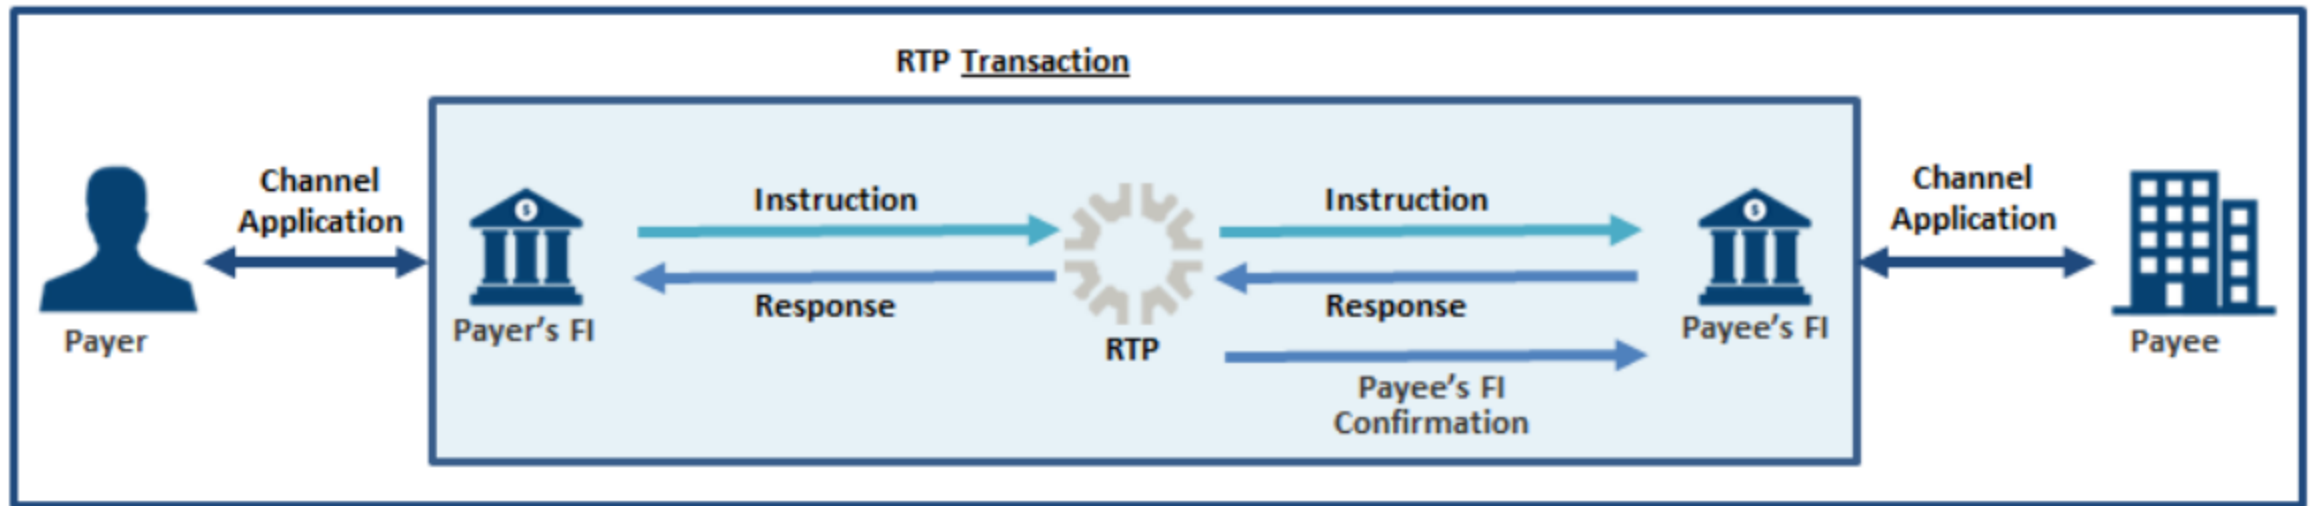 RTP Transaction
Channel
Application
Instruction
Instruction
Channel
Application
$
$
Response
Response
Payer
Payer's FI
RTP
Payee's FI
Payee
Payee's FI
Confirmation